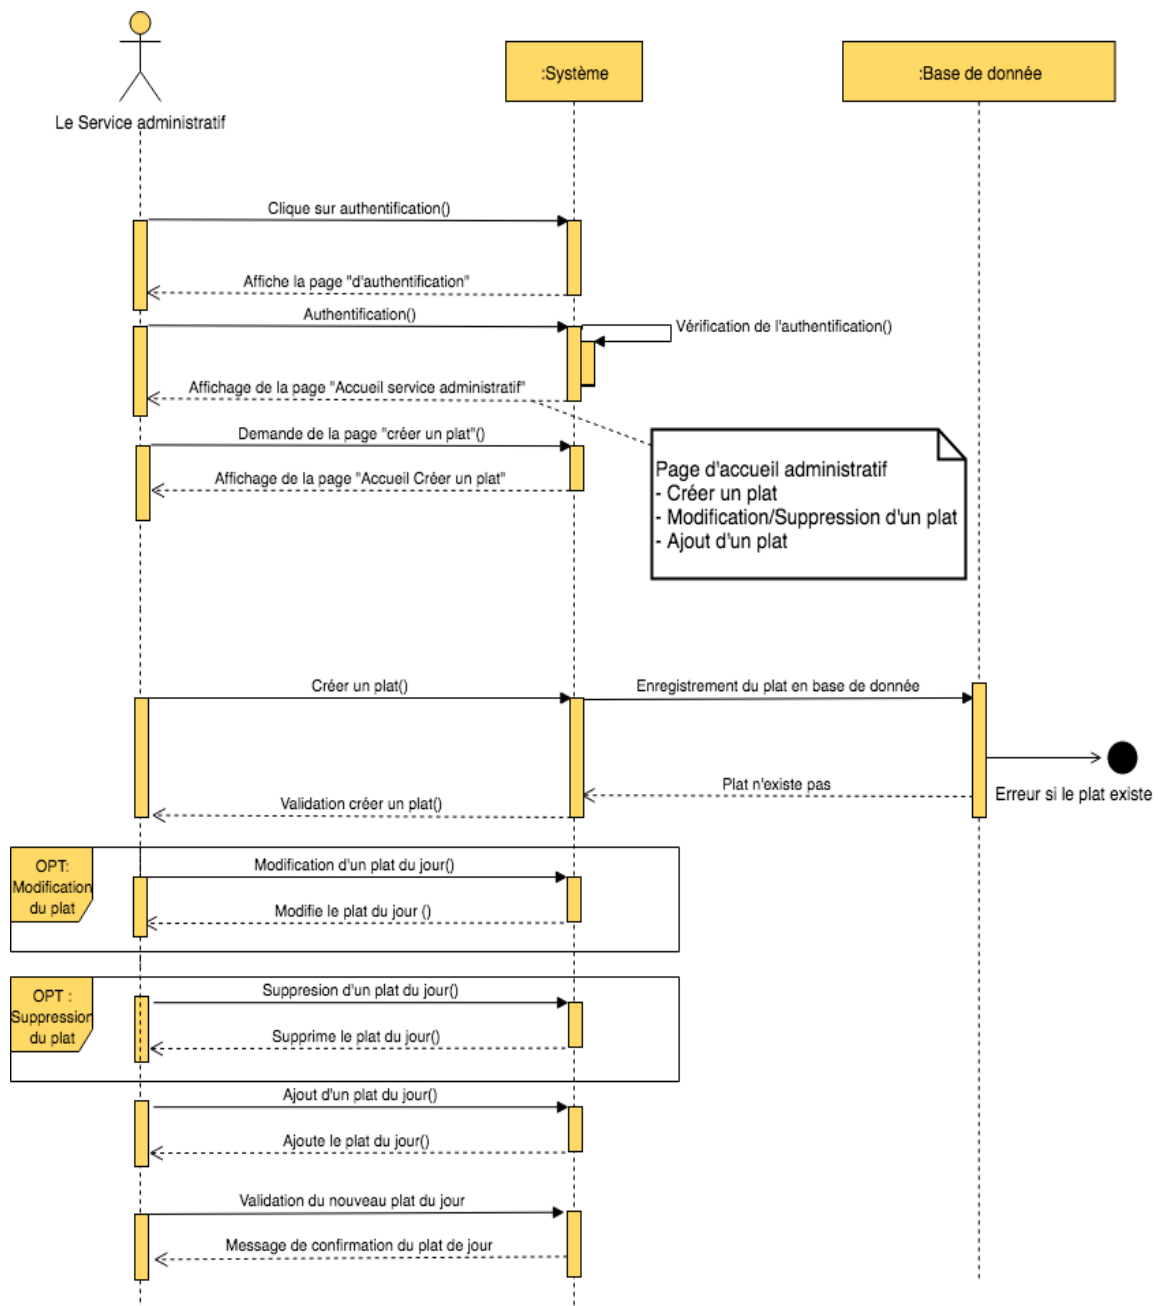 :Système
:Base de donnée
Le Service administratif
Clique sur authentification()
Affiche la page "d'authentification"
Authentification()
Vérification de l'authentification()
Affichage de la page "Accueil service administratif"
Demande de la page "créer un plat"()
Affichage de la page "Accueil Créer un plat"
Page d'accueil administratif
- Créer un plat
- Modification/Suppression d'un plat
- Ajout d'un plat
Créer un plat()
Enregistrement du plat en base de donnée
Plat n'existe pas
Erreur si le plat existe
Validation créer un plat()
OPT:
Modification
du plat
Modification d'un plat du jour()
Modifie le plat du jour ()
OPT :
Suppression
du plat
Suppresion d'un plat du jour()
Supprime le plat du jour()
Ajout d'un plat du jour()
Ajoute le plat du jour()
Validation du nouveau plat du jour
Message de confirmation du plat de jour